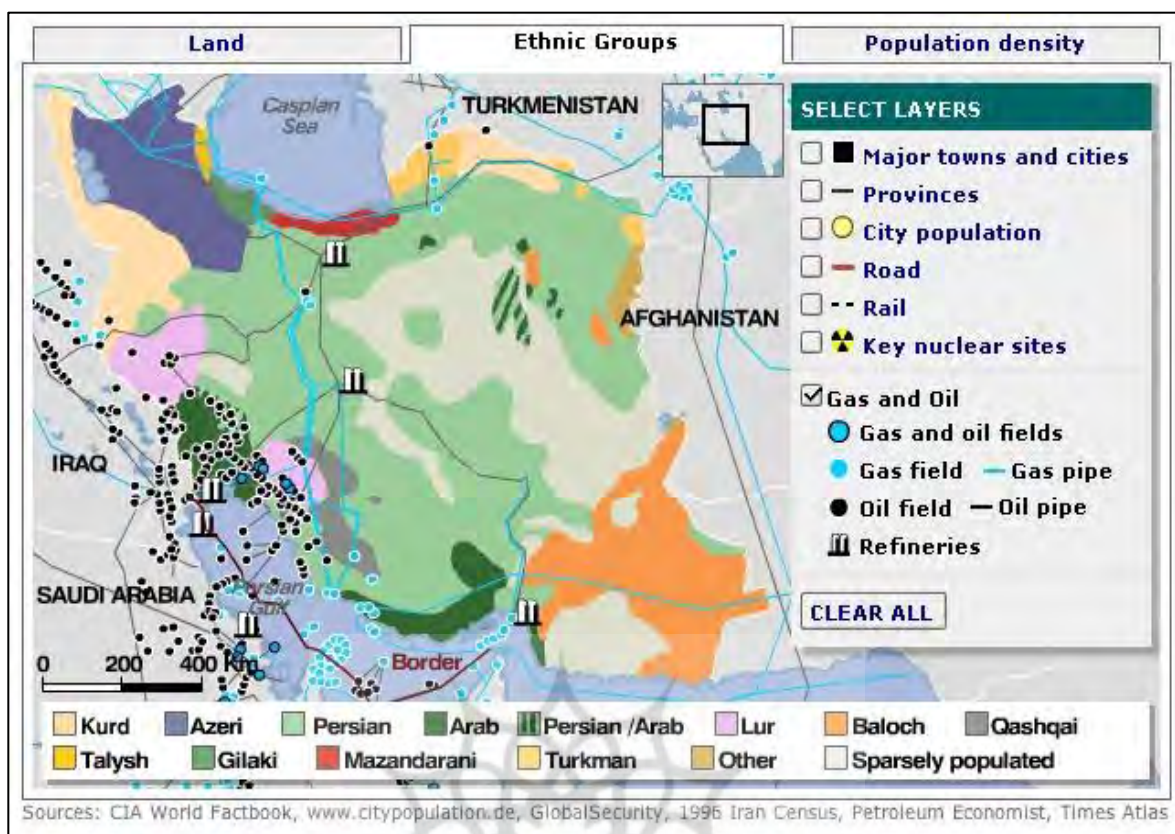 Land Ethnic Groups Population density
Caspian
Sea
TURKMENISTAN
AFGHANISTAN
IRAQ
SAUDI ARABIA
Persian
Gulf
Border
0 200 400 Km
SELECT LAYERS
Major towns and cities
Provinces
City population
Road
Rail
Key nuclear sites
Gas and Oil
Gas and oil fields
Gas field Gas pipe
Oil field Oil pipe
Refineries
CLEAR ALL
Kurd Azeri Persian Arab Persian /Arab Lur Baloch Qashqai
Talysh Gilaki Mazandarani Turkman Other Sparsely populated
Sources: CIA World Factbook, www.citypopulation.de, GlobalSecurity, 1996 Iran Census, Petroleum Economist, Times Atlas